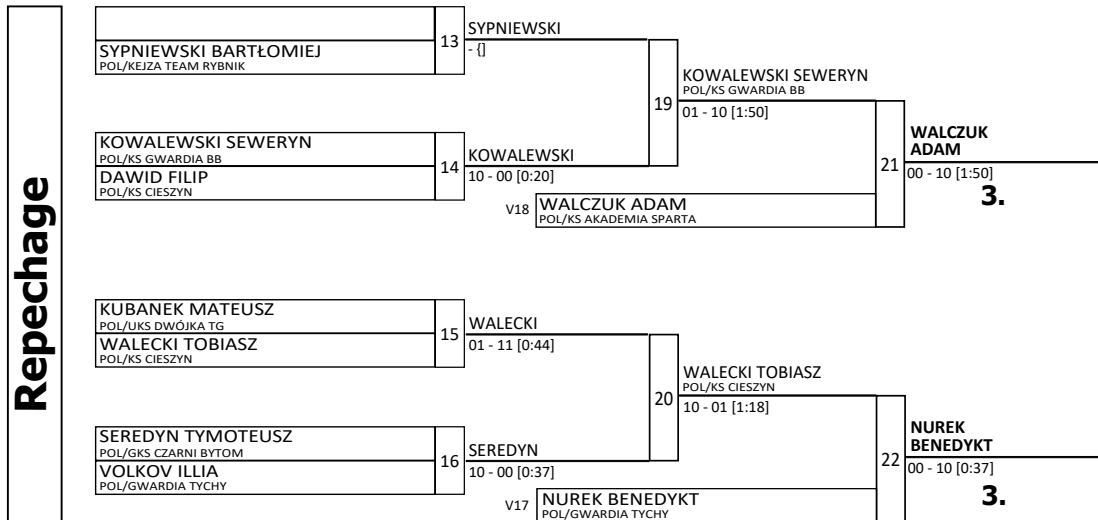 Repechage
13
SYPNIEWSKI BARTŁOMIEJ
POL/KEJZA TEAM RYBNIK
SYPNIEWSKI
- {]
KOWALEWSKI SEWERYN
POL/KS GWARDIA BB
14
DAWID FILIP
POL/KS CIESZYN
KOWALEWSKI
10 - 00 [0:20]
19
KOWALEWSKI SEWERYN
POL/KS GWARDIA BB
01 - 10 [1:50]
V18
WALCZUK ADAM
POL/KS AKADEMIA SPARTA
21
WALCZUK
ADAM
00 - 10 [1:50]
3.
KUBANEK MATEUSZ
POL/UKS DWÓJKA TG
15
WALECKI TOBIASZ
POL/KS CIESZYN
WALECKI
01 - 11 [0:44]
SEREDYN TYMOTEUSZ
POL/GKS CZARNI BYTOM
16
VOLKOV ILLIA
POL/GWARDIA TYCHY
SEREDYN
10 - 00 [0:37]
20
WALECKI TOBIASZ
POL/KS CIESZYN
10 - 01 [1:18]
V17
NUREK BENEDYKT
POL/GWARDIA TYCHY
22
NUREK
BENEDYKT
00 - 10 [0:37]
3.